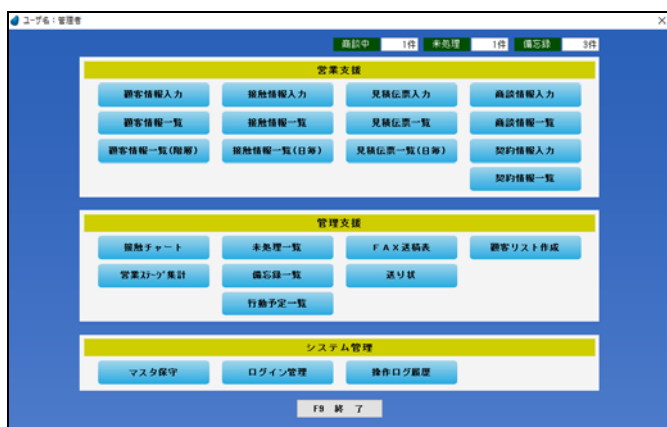 ユーザ名：管理者
商談中 1件 未処理 1件 備忘録 3件
営業支援
顧客情報入力 接触情報入力 見積伝票入力 商談情報入力
顧客情報一覧 接触情報一覧 見積伝票一覧 商談情報一覧
顧客情報一覧(階層) 接触情報一覧(日毎) 見積伝票一覧(日毎) 契約情報入力
契約情報一覧
管理支援
接触チャート 未処理一覧 ＦＡＸ送稿表 顧客リスト作成
営業ｽﾃｰｼﾞ集計 備忘録一覧 送り状
行動予定一覧
システム管理
マスタ保守 ログイン管理 操作ログ履歴
F9 終 了